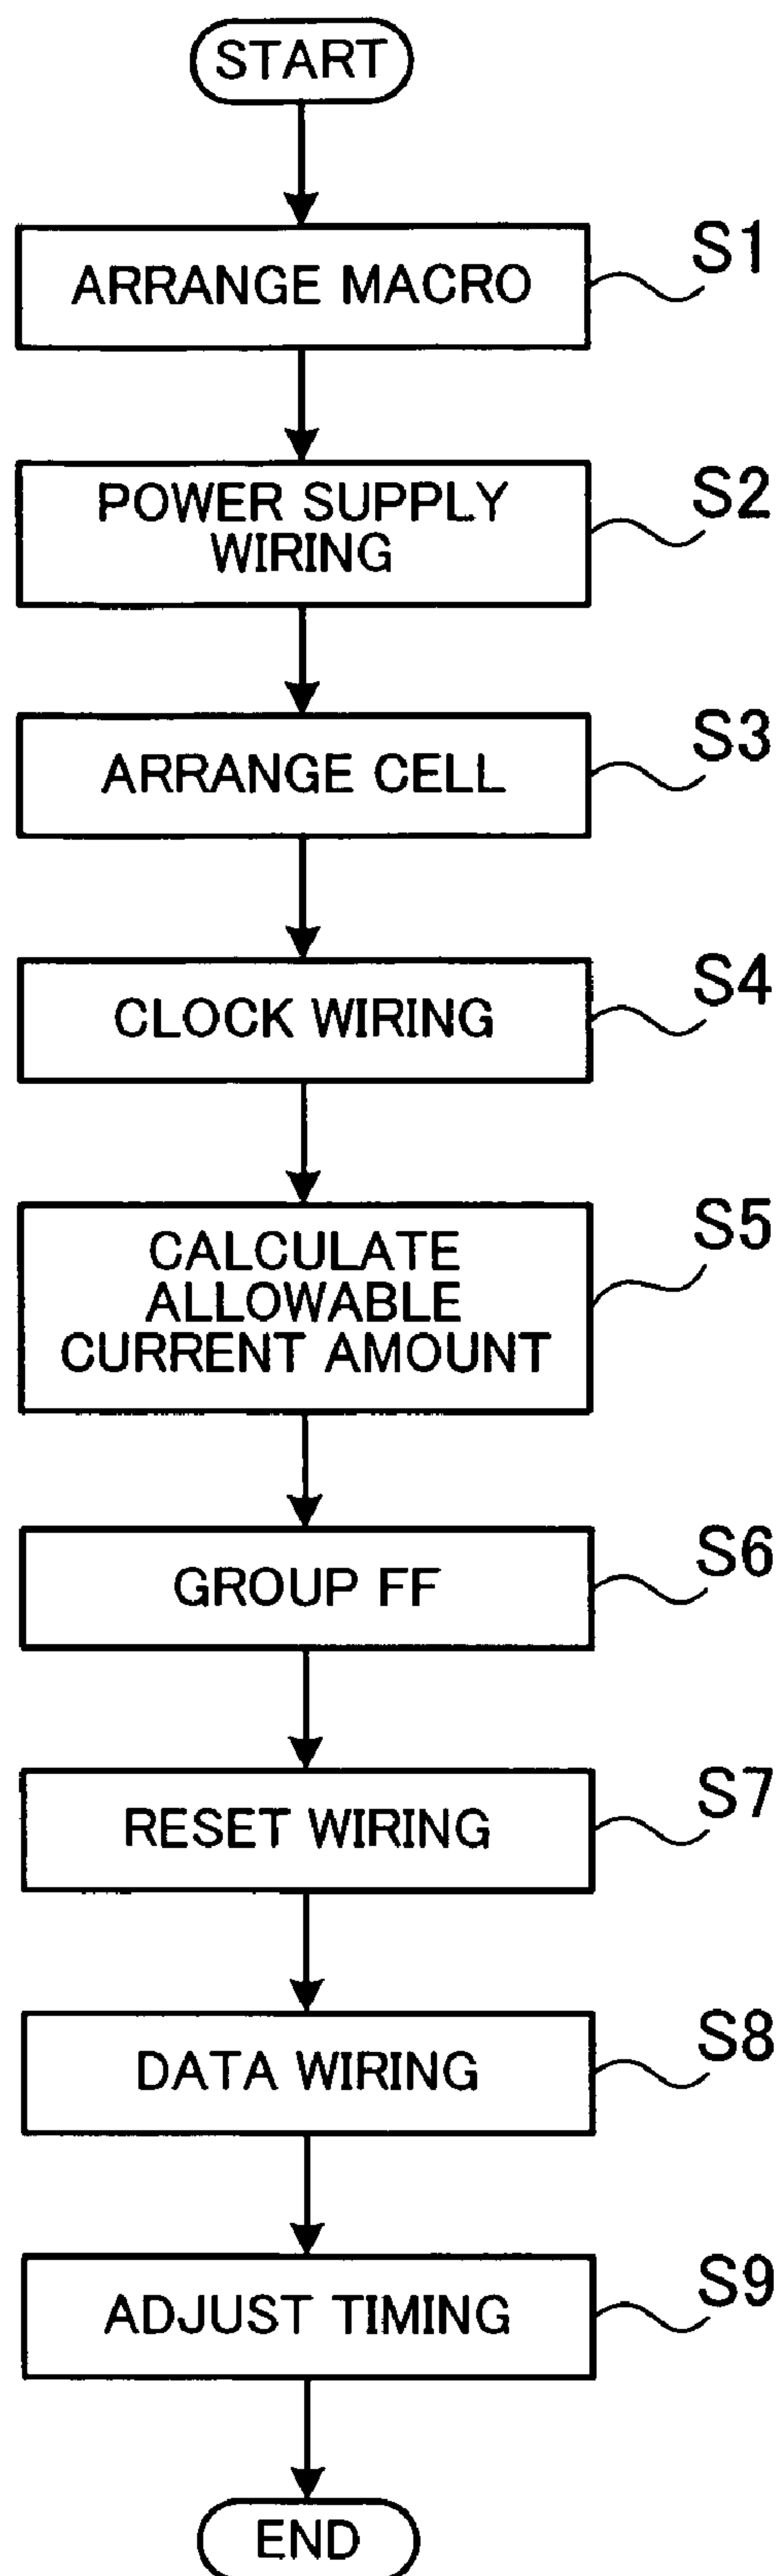 START
ARRANGE MACRO
S1
POWER SUPPLY
WIRING
S2
ARRANGE CELL
S3
CLOCK WIRING
S4
CALCULATE
ALLOWABLE
CURRENT AMOUNT
S5
GROUP FF
S6
RESET WIRING
S7
DATA WIRING
S8
ADJUST TIMING
S9
END